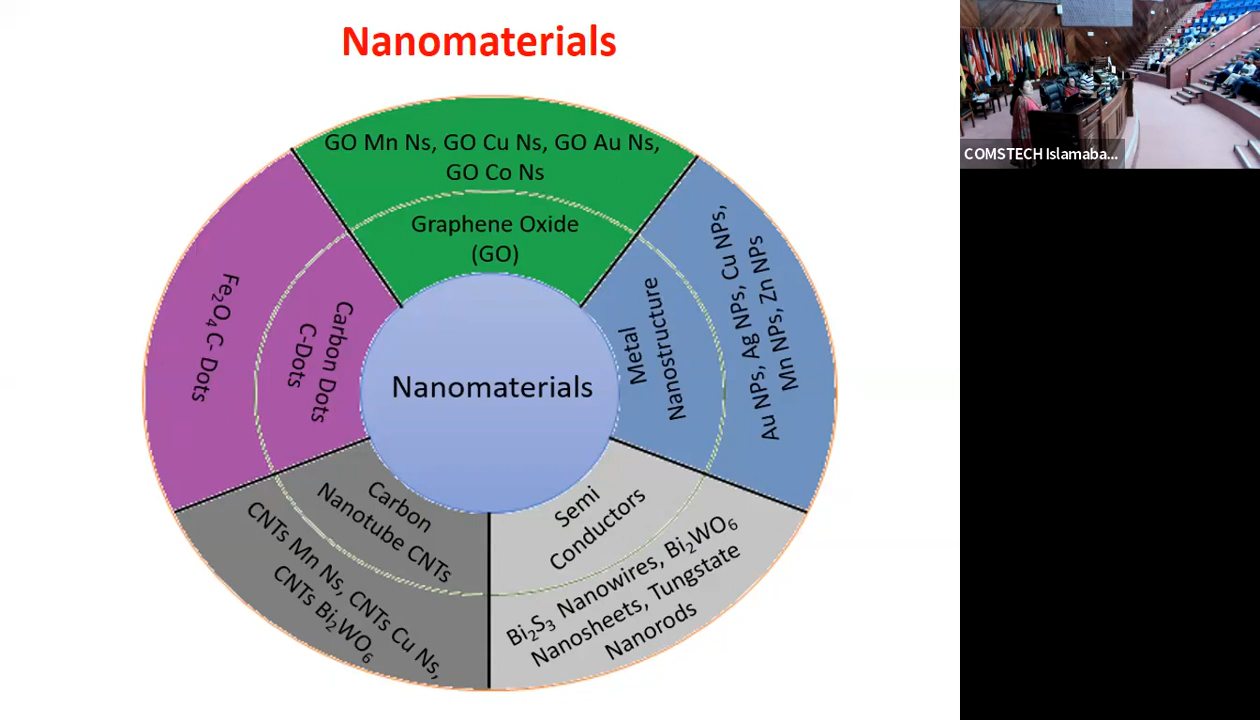 Nanomaterials
GO Mn Ns, GO Cu Ns, GO Au Ns,
GO Co Ns
Graphene Oxide
(GO)
Au NPs, Ag NPs, Cu NPs,
Mn NPs, Zn NPs
Metal
Nanostructure
Semi
Conductors
Bi₂S₃ Nanowires, Bi₂WO₆
Nanosheets, Tungstate
Nanorods
Carbon
Nanotube CNTs
CNTs Mn Ns, CNTs Cu Ns,
CNTs Bi₂WO₆
Carbon Dots
C-Dots
Fe₂O₄ C- Dots
Nanomaterials
COMSTECH Islamaba...